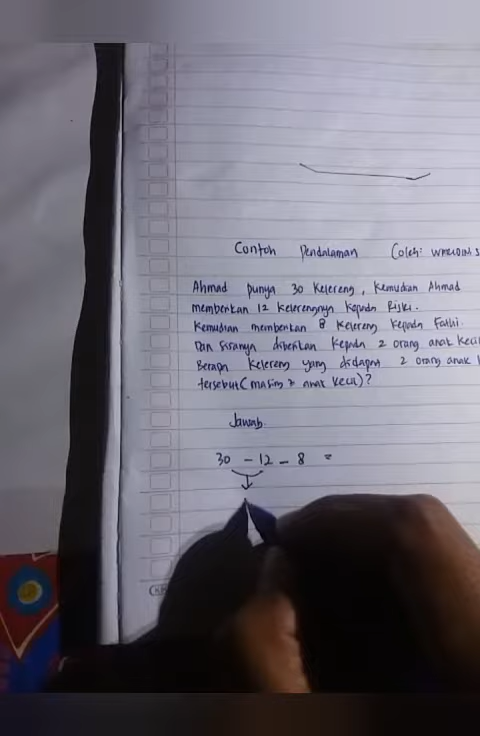 Contoh Pendalaman (oleh:
Ahmad punya 30 Kelereng, Kemudian Ahmad
memberikan 12 Kelerengnya Kepada Riski.
Kemudian memberikan 8 Kelereng Kepada Fathi.
Dan sisanya diberikan Kepada 2 orang anak Kecil
Berapa Kelereng yang didapat 2 orang anak
tersebut (masing2 anak Kecil)?
Jawab.
30 - 12 - 8 =